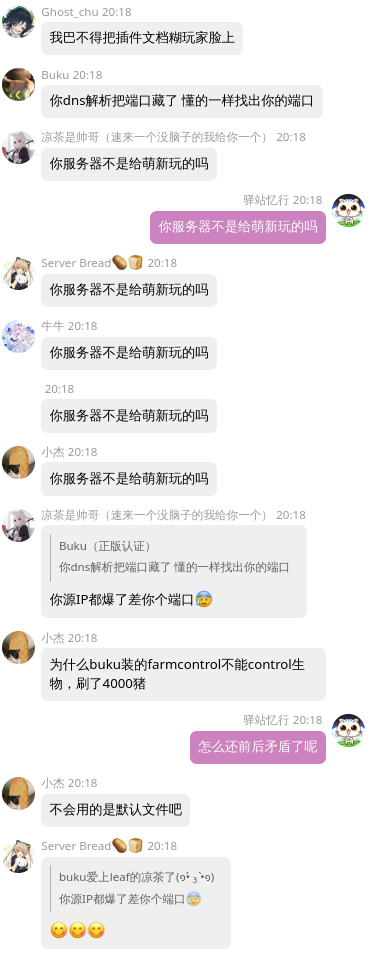 Ghost_chu 20:18
我巴不得把插件文档糊玩家脸上
Buku 20:18
你dns解析把端口藏了 懂的一样找出你的端口
凉茶是帅哥（速来一个没脑子的我给你一个） 20:18
你服务器不是给萌新玩的吗
驿站忆行 20:18
你服务器不是给萌新玩的吗
Server Bread🥔🍞 20:18
你服务器不是给萌新玩的吗
牛牛 20:18
你服务器不是给萌新玩的吗
20:18
你服务器不是给萌新玩的吗
小杰 20:18
你服务器不是给萌新玩的吗
凉茶是帅哥（速来一个没脑子的我给你一个） 20:18
Buku（正版认证）
你dns解析把端口藏了 懂的一样找出你的端口
你源IP都爆了差你个端口😰
小杰 20:18
为什么buku装的farmcontrol不能control生
物，刷了4000猪
驿站忆行 20:18
怎么还前后矛盾了呢
小杰 20:18
不会用的是默认文件吧
Server Bread🥔🍞 20:18
buku爱上leaf的凉茶了(๑•́ ₃ •̀๑)
你源IP都爆了差你个端口😰
😋😋😋